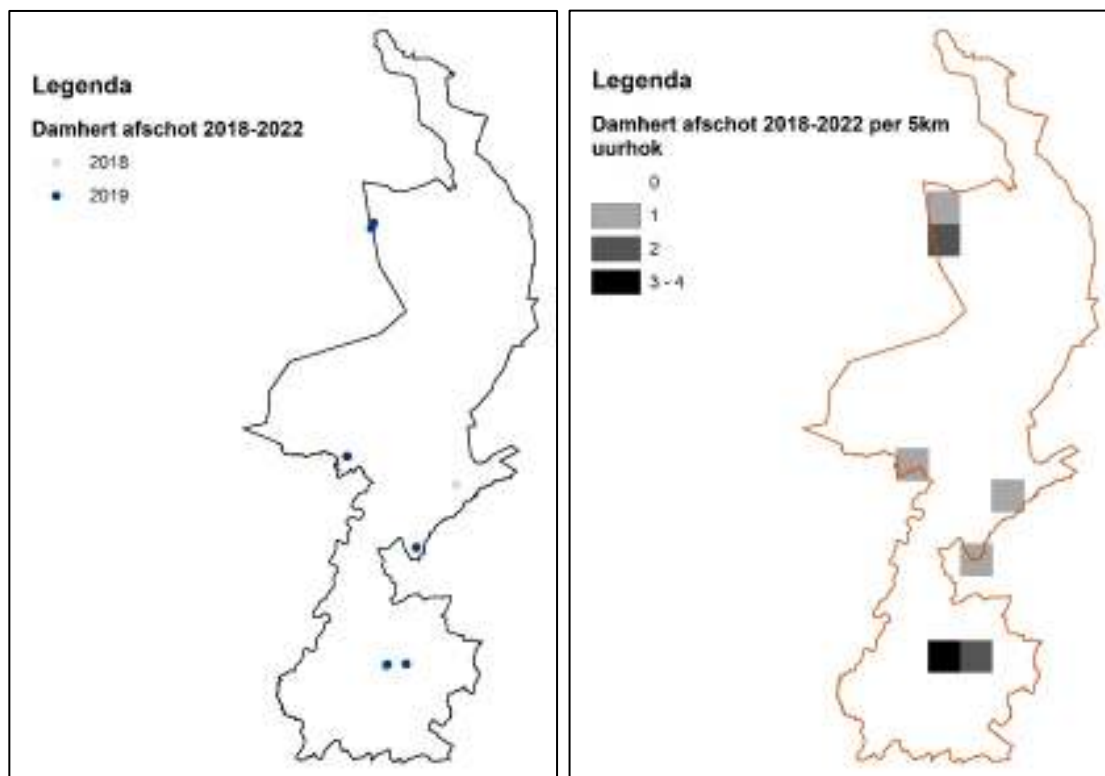 Legenda
Damhert afschot 2018-2022
2018
2019
Legenda
Damhert afschot 2018-2022 per 5km
uurhok
0
1
2
3 - 4